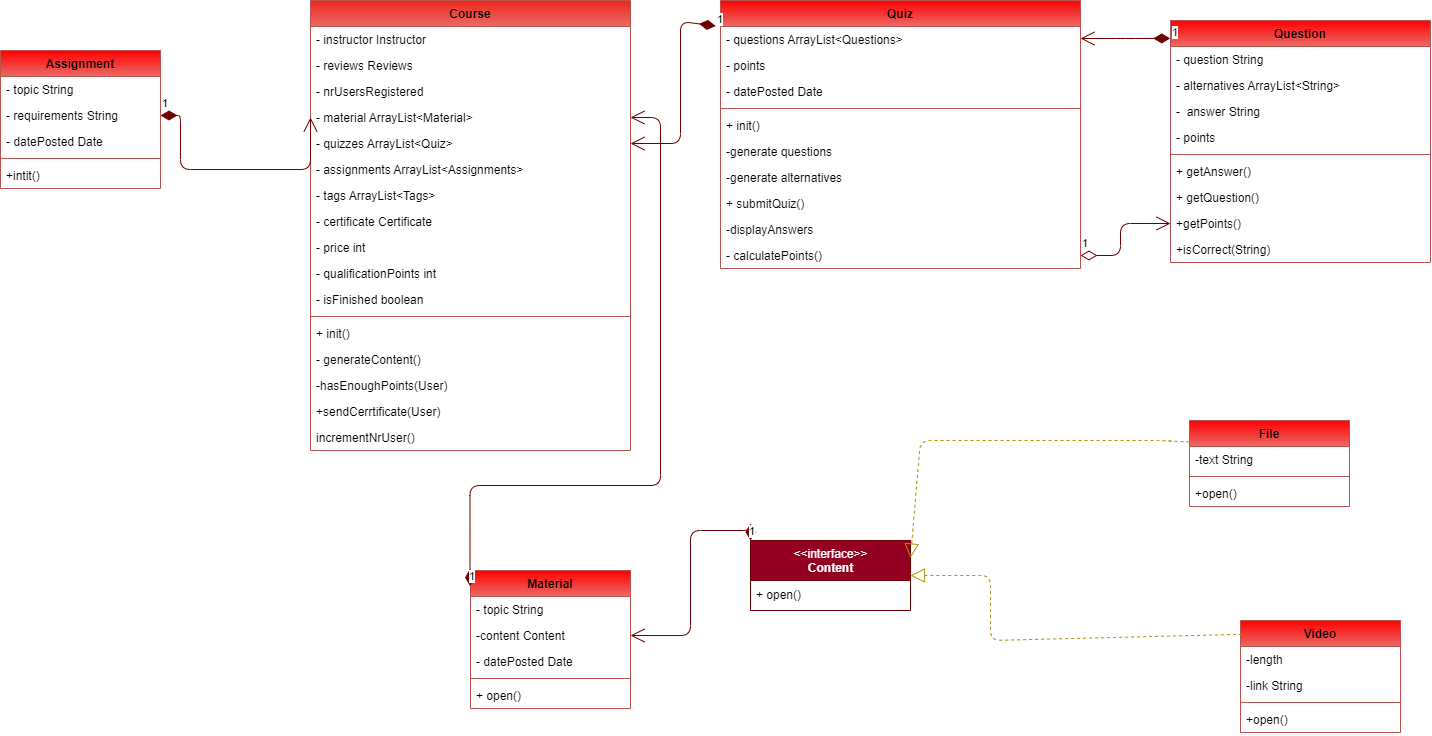 Assignment
- topic String
- requirements String
- datePosted Date
+intit()
1
Course
- instructor Instructor
- reviews Reviews
- nrUsersRegistered
- material ArrayList<Material>
- quizzes ArrayList<Quiz>
- assignments ArrayList<Assignments>
- tags ArrayList<Tags>
- certificate Certificate
- price int
- qualificationPoints int
- isFinished boolean
+ init()
- generateContent()
-hasEnoughPoints(User)
+sendCerrtificate(User)
incrementNrUser()
1
Quiz
- questions ArrayList<Questions>
- points
- datePosted Date
+ init()
-generate questions
-generate alternatives
+ submitQuiz()
-displayAnswers
- calculatePoints()
1
1
Question
- question String
- alternatives ArrayList<String>
-  answer String
- points
+ getAnswer()
+ getQuestion()
+getPoints()
+isCorrect(String)
1
Material
- topic String
-content Content
- datePosted Date
+ open()
1
<<interface>>
Content
+ open()
File
-text String
+open()
Video
-length
-link String
+open()